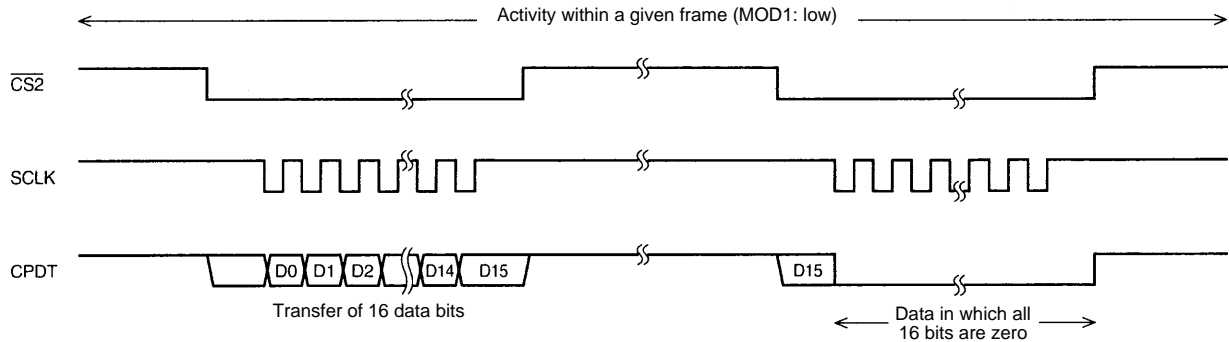 Activity within a given frame (MOD1: low)
CS2
SCLK
CPDT
D0 D1 D2 D14 D15 D15
Transfer of 16 data bits
Data in which all
16 bits are zero